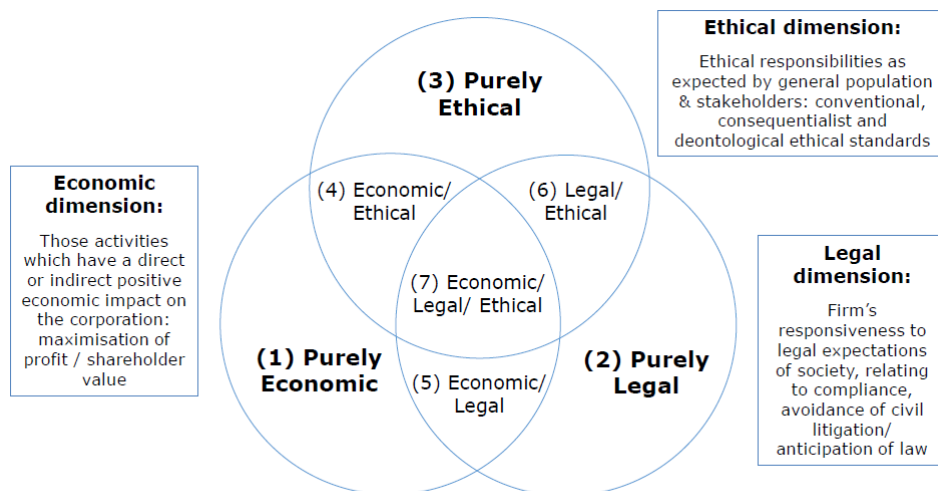 Ethical dimension:
Ethical responsibilities as
expected by general population
& stakeholders: conventional,
consequentialist and
deontological ethical standards
(3) Purely
Ethical
Economic
dimension:
Those activities
which have a direct
or indirect positive
economic impact on
the corporation:
maximisation of
profit / shareholder
value
(4) Economic/
Ethical
(6) Legal/
Ethical
(7) Economic/
Legal/ Ethical
(1) Purely
Economic
(5) Economic/
Legal
(2) Purely
Legal
Legal
dimension:
Firm’s
responsiveness to
legal expectations
of society, relating
to compliance,
avoidance of civil
litigation/
anticipation of law